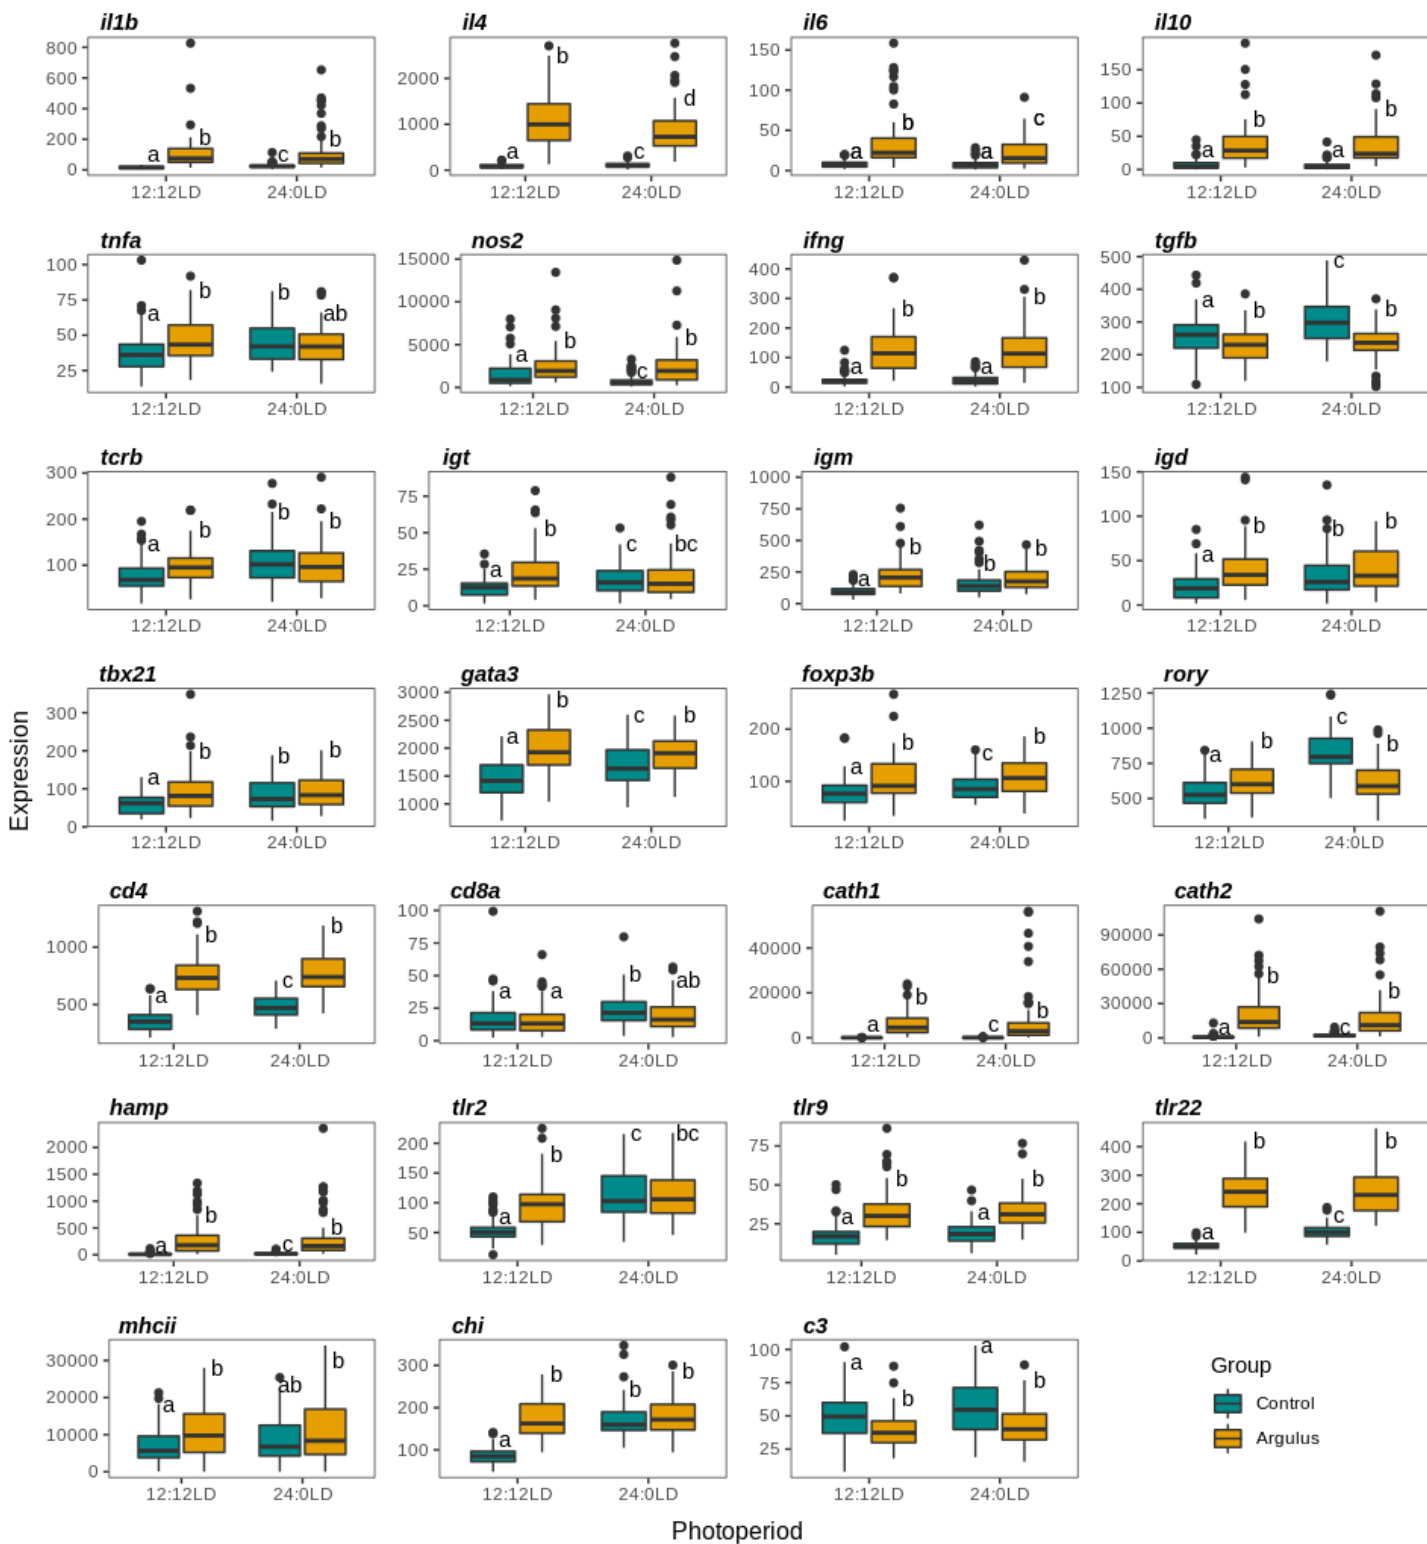 il1b il4 il6 il10
800
600
400
200
0
2000
1000
0
150
100
50
0
150
100
50
0
a b c b
a b c d
a b a c
a b a b
12:12LD 24:0LD 12:12LD 24:0LD 12:12LD 24:0LD 12:12LD 24:0LD
tnfa nos2 ifng tgfb
100
75
50
25
15000
10000
5000
0
400
300
200
100
0
500
400
300
200
100
a b b ab
a b c b
a b a b
a b c b
12:12LD 24:0LD 12:12LD 24:0LD 12:12LD 24:0LD 12:12LD 24:0LD
tcrb igt igm igd
300
200
100
75
50
25
0
1000
750
500
250
0
150
100
50
0
a b b b
a b c bc
a b b b
a b b b
12:12LD 24:0LD 12:12LD 24:0LD 12:12LD 24:0LD 12:12LD 24:0LD
tbx21 gata3 foxp3b rory
300
200
100
0
3000
2500
2000
1500
1000
200
100
1250
1000
750
500
a b b b
a b c b
a b c b
a b c b
12:12LD 24:0LD 12:12LD 24:0LD 12:12LD 24:0LD 12:12LD 24:0LD
cd4 cd8a cath1 cath2
1000
500
100
75
50
25
0
40000
20000
0
90000
60000
30000
0
a b c b
a a b ab
a b c b
a b c b
12:12LD 24:0LD 12:12LD 24:0LD 12:12LD 24:0LD 12:12LD 24:0LD
hamp tlr2 tlr9 tlr22
2000
1500
1000
500
0
200
150
100
50
75
50
25
400
300
200
100
0
a b c b
a b c bc
a b a b
a b c b
12:12LD 24:0LD 12:12LD 24:0LD 12:12LD 24:0LD 12:12LD 24:0LD
mhcii chi c3
30000
20000
10000
0
300
200
100
100
75
50
25
a b ab b
a b b b
a b a b
12:12LD 24:0LD 12:12LD 24:0LD 12:12LD 24:0LD
Group
Control
Argulus
Expression
Photoperiod